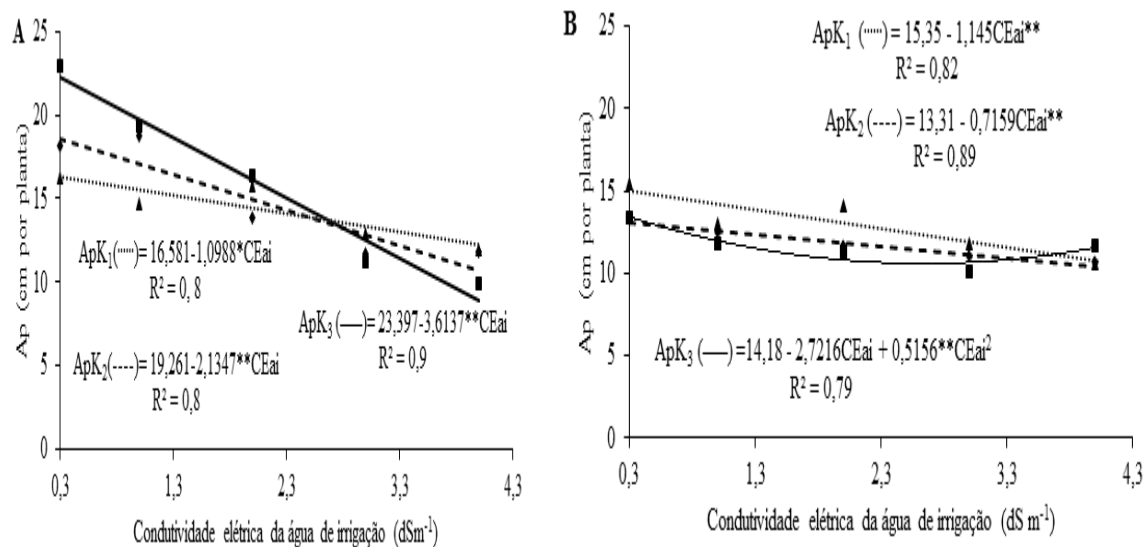 A
25
20
15
10
5
0
Ap (cm por planta)
ApK₁(·····)= 16,581-1,0988*CEai
R² = 0, 8
ApK₃ (—)= 23,397-3,6137**CEai
R² = 0,9
ApK₂(----)= 19,261-2,1347**CEai
R² = 0,8
0,3 1,3 2,3 3,3 4,3
Condutividade elétrica da água de irrigação (dSm⁻¹)
B
25
20
15
10
5
0
Ap (cm por planta)
ApK₁ (·····) = 15,35 - 1,145CEai**
R² = 0,82
ApK₂ (----) = 13,31 - 0,7159CEai**
R² = 0,89
ApK₃ (—) =14,18 - 2,7216CEai + 0,5156**CEai²
R² = 0,79
0,3 1,3 2,3 3,3 4,3
Condutividade elétrica da água de irrigação (dS m⁻¹)